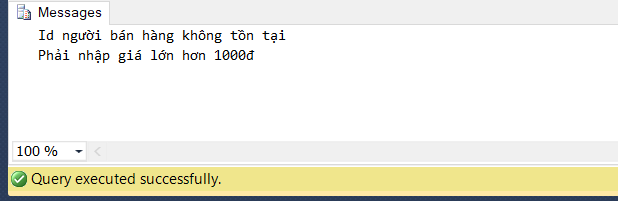 Messages
Id người bán hàng không tồn tại
Phải nhập giá lớn hơn 1000đ
100 %
Query executed successfully.